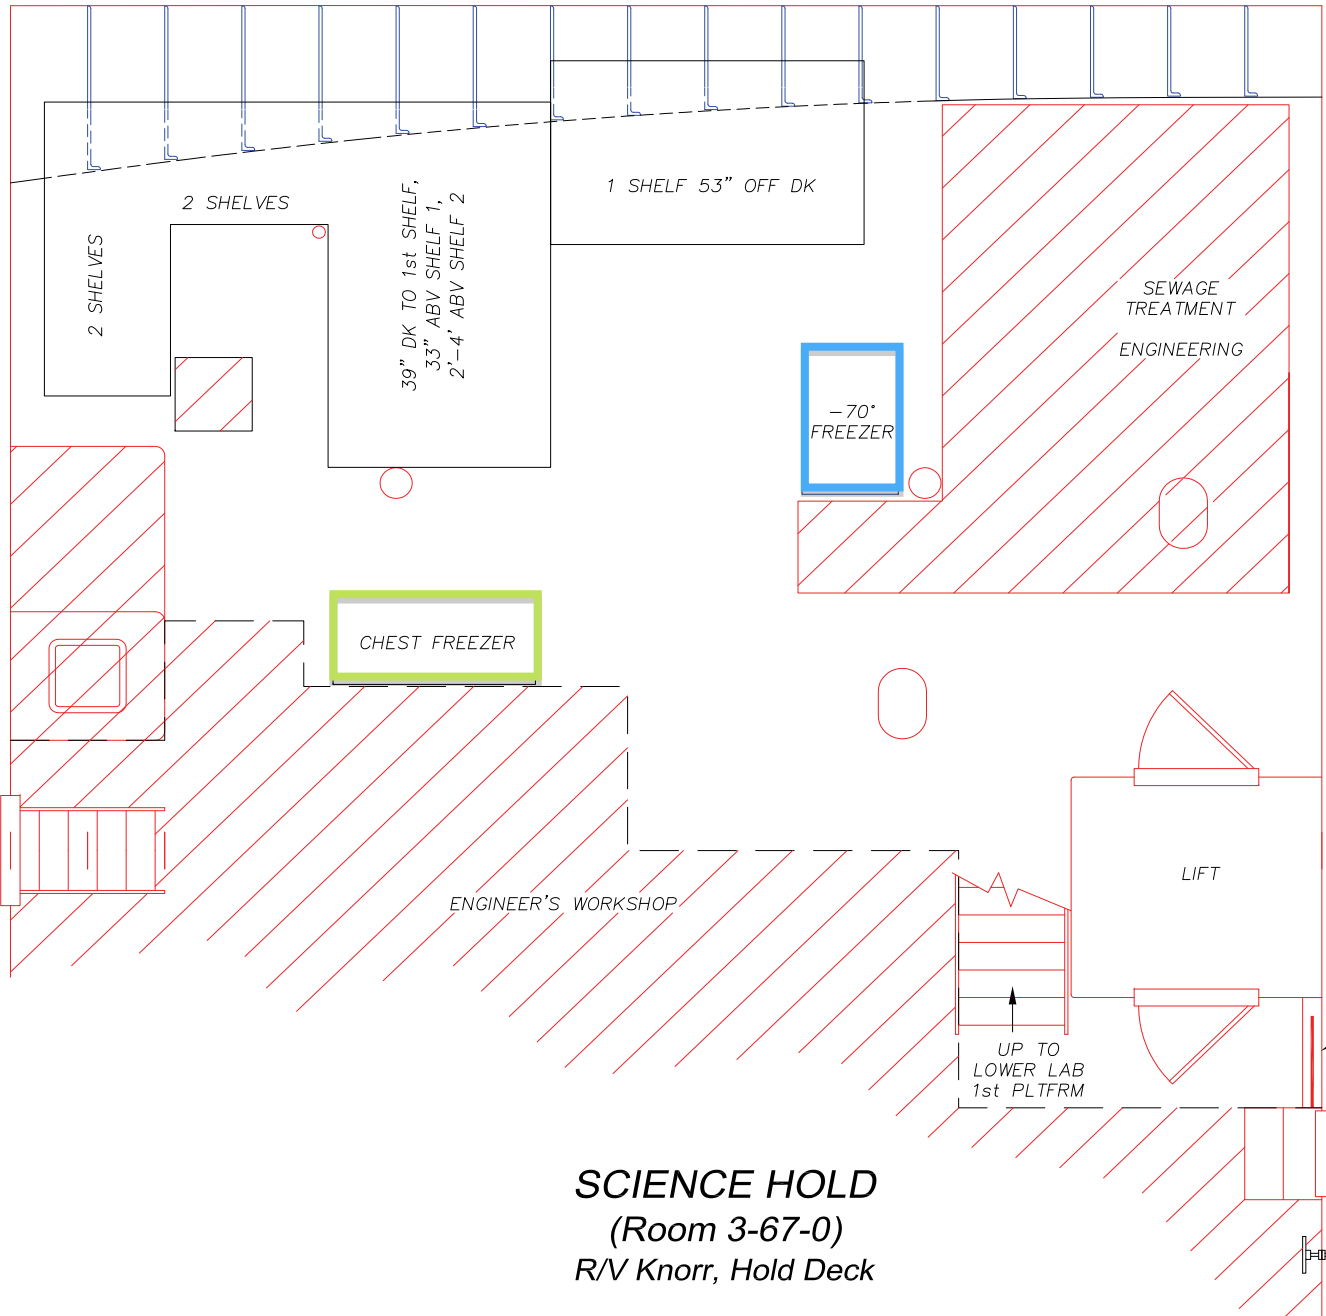 1 SHELF 53" OFF DK
2 SHELVES
2 SHELVES
39" DK TO 1st SHELF,
33" ABV SHELF 1,
2'-4' ABV SHELF 2
SEWAGE
TREATMENT
ENGINEERING
-70°
FREEZER
CHEST FREEZER
LIFT
ENGINEER'S WORKSHOP
UP TO
LOWER LAB
1st PLTFRM
SCIENCE HOLD
(Room 3-67-0)
R/V Knorr, Hold Deck